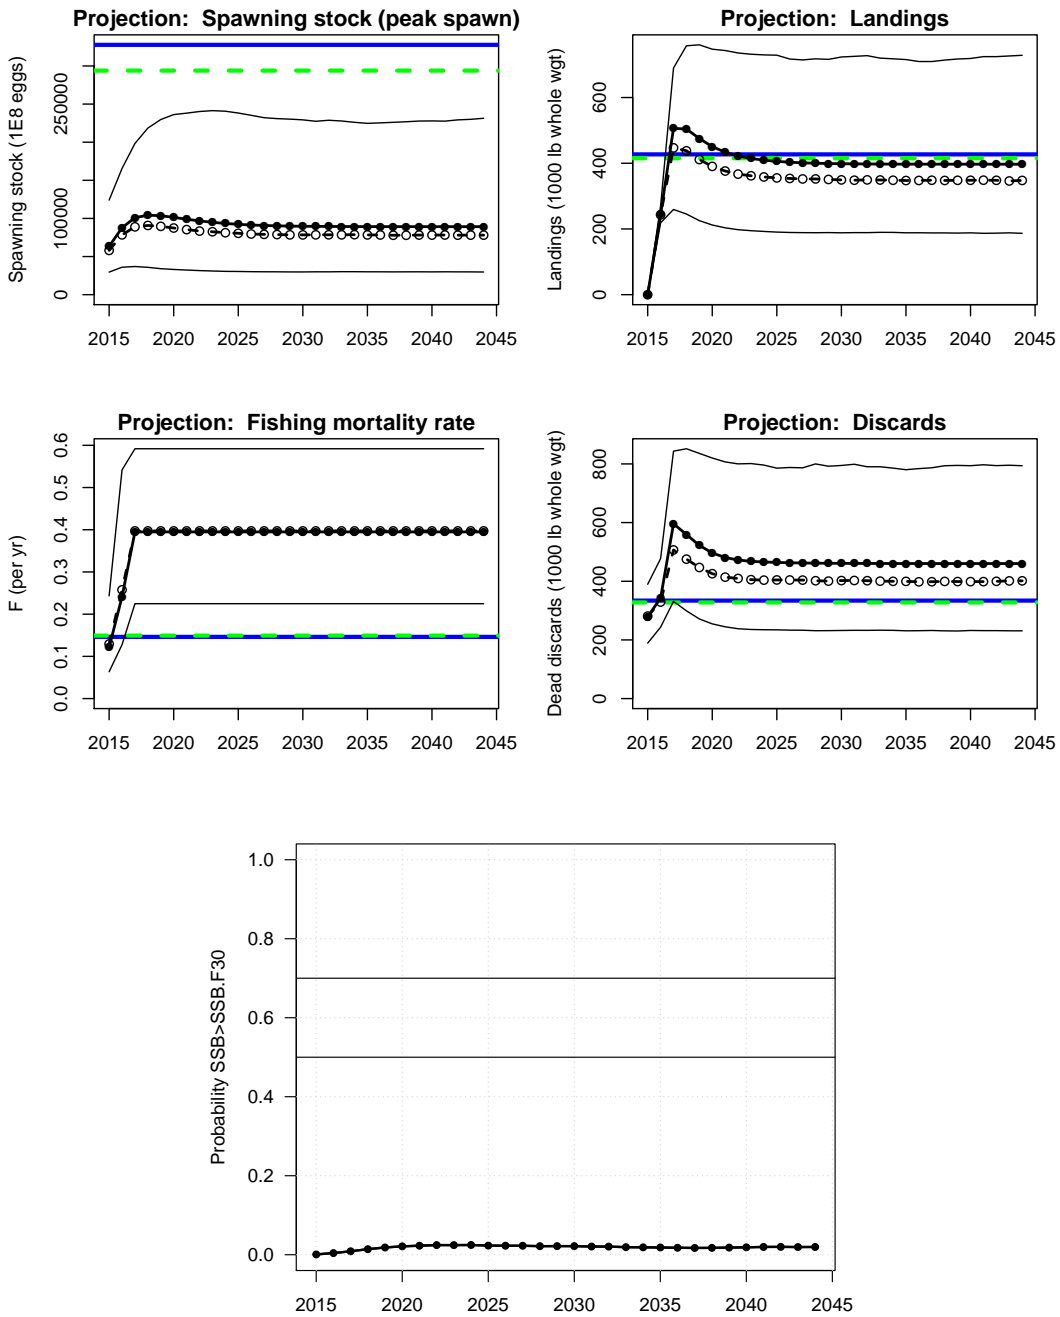 Projection:  Spawning stock (peak spawn)
Spawning stock (1E8 eggs)
250000
100000
0
2015 2020 2025 2030 2035 2040 2045
Projection:  Landings
Landings (1000 lb whole wgt)
600
400
200
0
2015 2020 2025 2030 2035 2040 2045
Projection:  Fishing mortality rate
F (per yr)
0.6
0.5
0.4
0.3
0.2
0.1
0.0
2015 2020 2025 2030 2035 2040 2045
Projection:  Discards
Dead discards (1000 lb whole wgt)
800
600
400
200
0
2015 2020 2025 2030 2035 2040 2045
Probability SSB>SSB.F30
1.0
0.8
0.6
0.4
0.2
0.0
2015 2020 2025 2030 2035 2040 2045